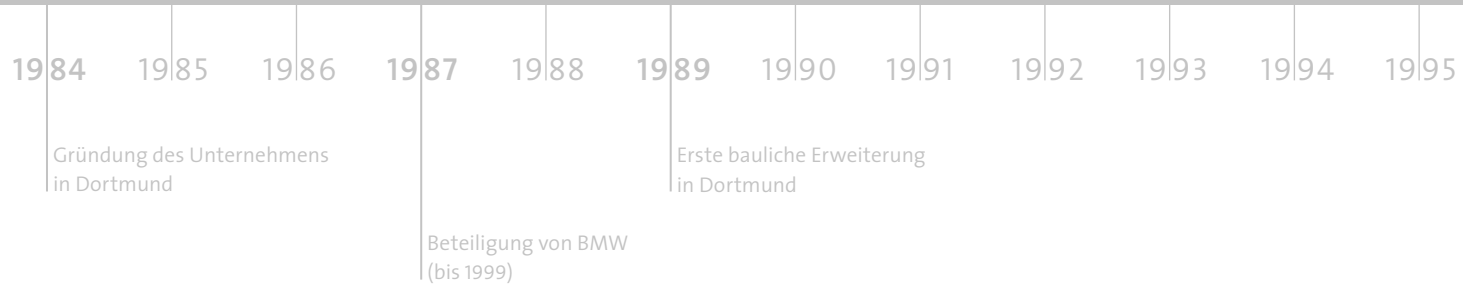 1984 1985 1986 1987 1988 1989 1990 1991 1992 1993 1994 1995
Gründung des Unternehmens
in Dortmund
Erste bauliche Erweiterung
in Dortmund
Beteiligung von BMW
(bis 1999)